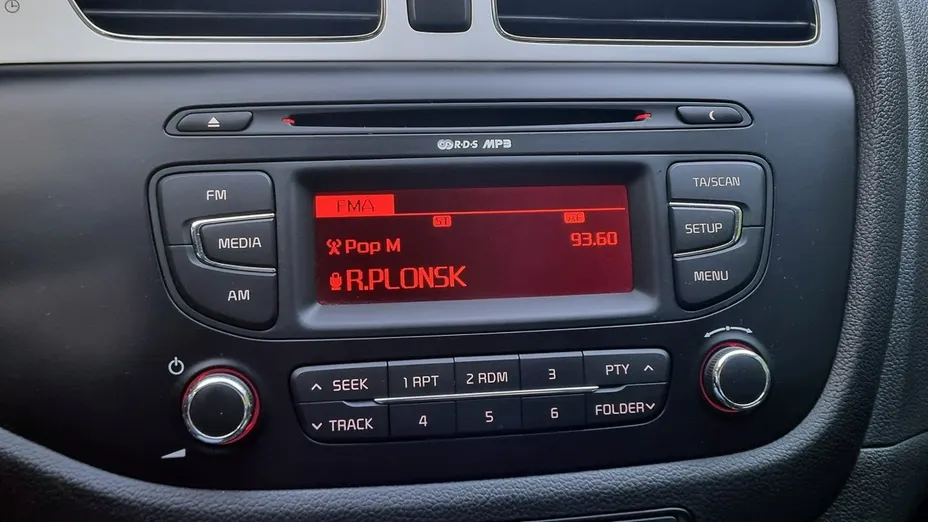 R·D·S MP3
FM
MEDIA
AM
FMA
ST
Pop M
93.60
R.PLONSK
TA/SCAN
SETUP
MENU
SEEK
1 RPT
2 RDM
3
PTY
TRACK
4
5
6
FOLDER